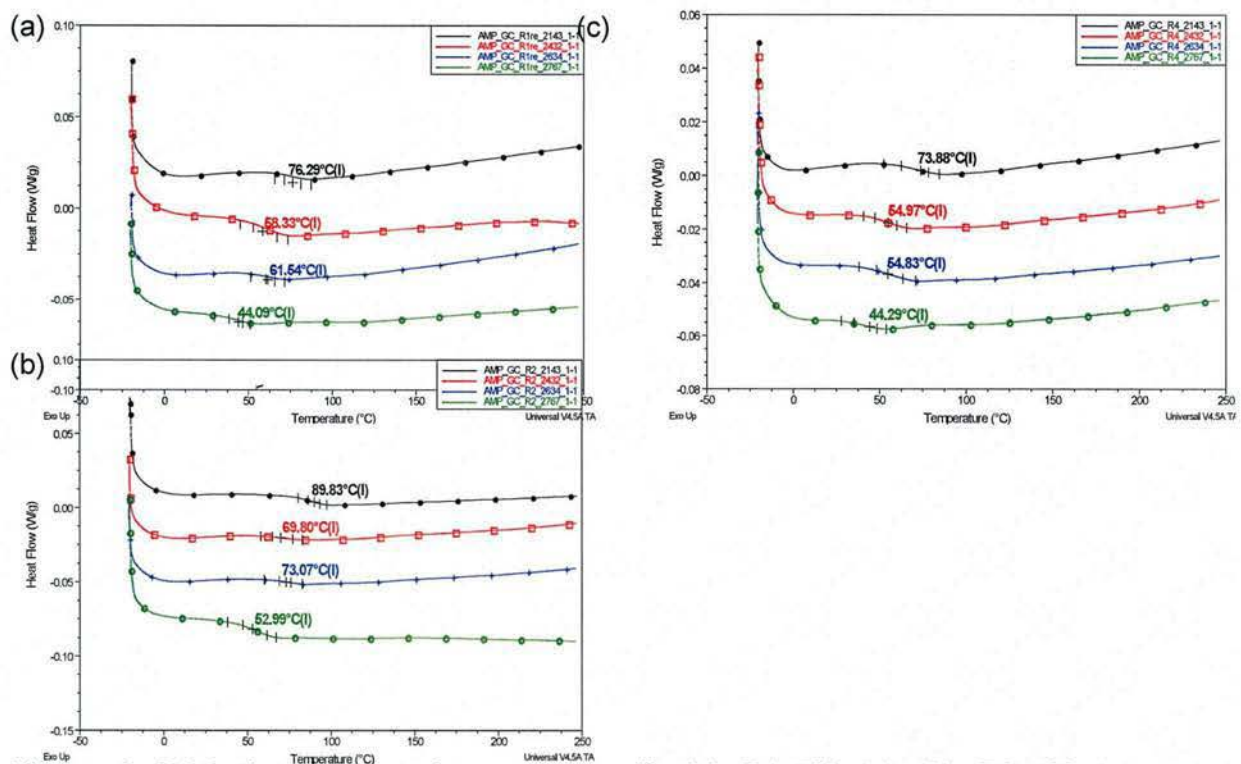 (a)
AMP_GC_R1re_2143_1-1
AMP_GC_R1re_2432_1-1
AMP_GC_R1re_2634_1-1
AMP_GC_R1re_2767_1-1
0.10
0.05
0.00
-0.05
-0.10
Heat Flow (W/g)
76.29°C(I)
58.33°C(I)
61.54°C(I)
44.09°C(I)
-50
0
50
100
150
200
250
Exo Up
Temperature (°C)
Universal V4.5A TA
(b)
AMP_GC_R2_2143_1-1
AMP_GC_R2_2432_1-1
AMP_GC_R2_2634_1-1
AMP_GC_R2_2767_1-1
0.10
0.05
0.00
-0.05
-0.10
-0.15
Heat Flow (W/g)
89.83°C(I)
69.80°C(I)
73.07°C(I)
52.99°C(I)
-50
0
50
100
150
200
250
Exo Up
Temperature (°C)
Universal V4.5A TA
(c)
AMP_GC_R4_2143_1-1
AMP_GC_R4_2432_1-1
AMP_GC_R4_2634_1-1
AMP_GC_R4_2767_1-1
0.06
0.04
0.02
0.00
-0.02
-0.04
-0.06
-0.08
Heat Flow (W/g)
73.88°C(I)
54.97°C(I)
54.83°C(I)
44.29°C(I)
-50
0
50
100
150
200
250
Exo Up
Temperature (°C)
Universal V4.5A TA